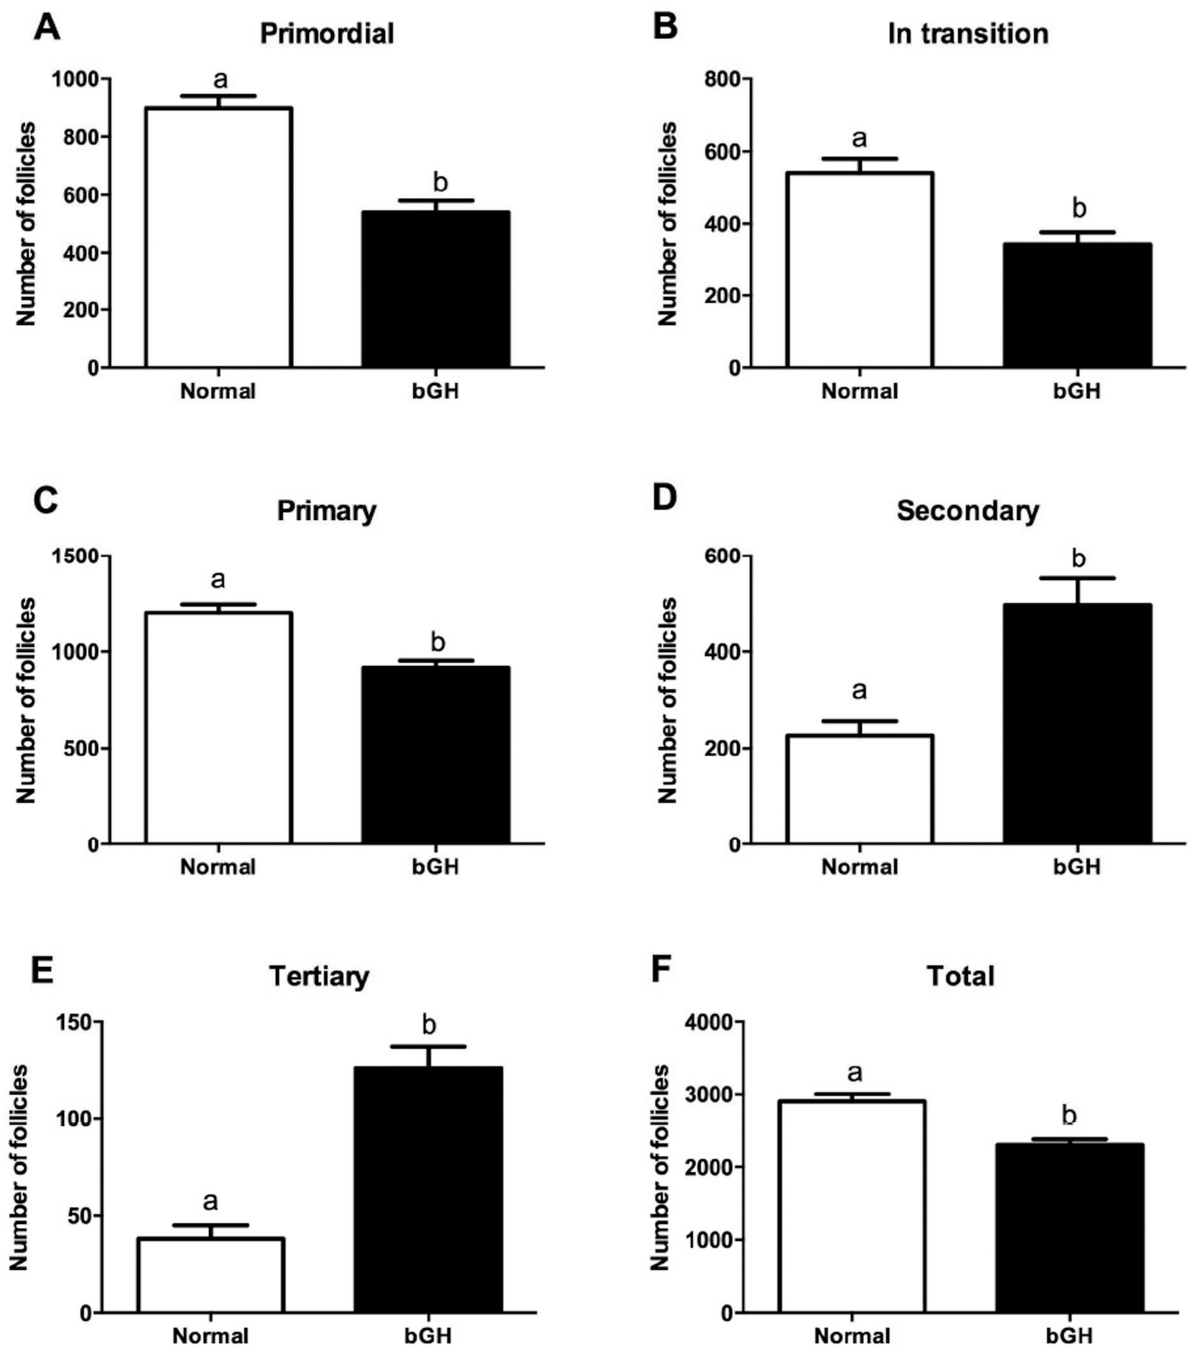 A
Primordial
Number of follicles
1000
800
600
400
200
0
a
b
Normal
bGH
B
In transition
Number of follicles
800
600
400
200
0
a
b
Normal
bGH
C
Primary
Number of follicles
1500
1000
500
0
a
b
Normal
bGH
D
Secondary
Number of follicles
600
400
200
0
a
b
Normal
bGH
E
Tertiary
Number of follicles
150
100
50
0
a
b
Normal
bGH
F
Total
Number of follicles
4000
3000
2000
1000
0
a
b
Normal
bGH